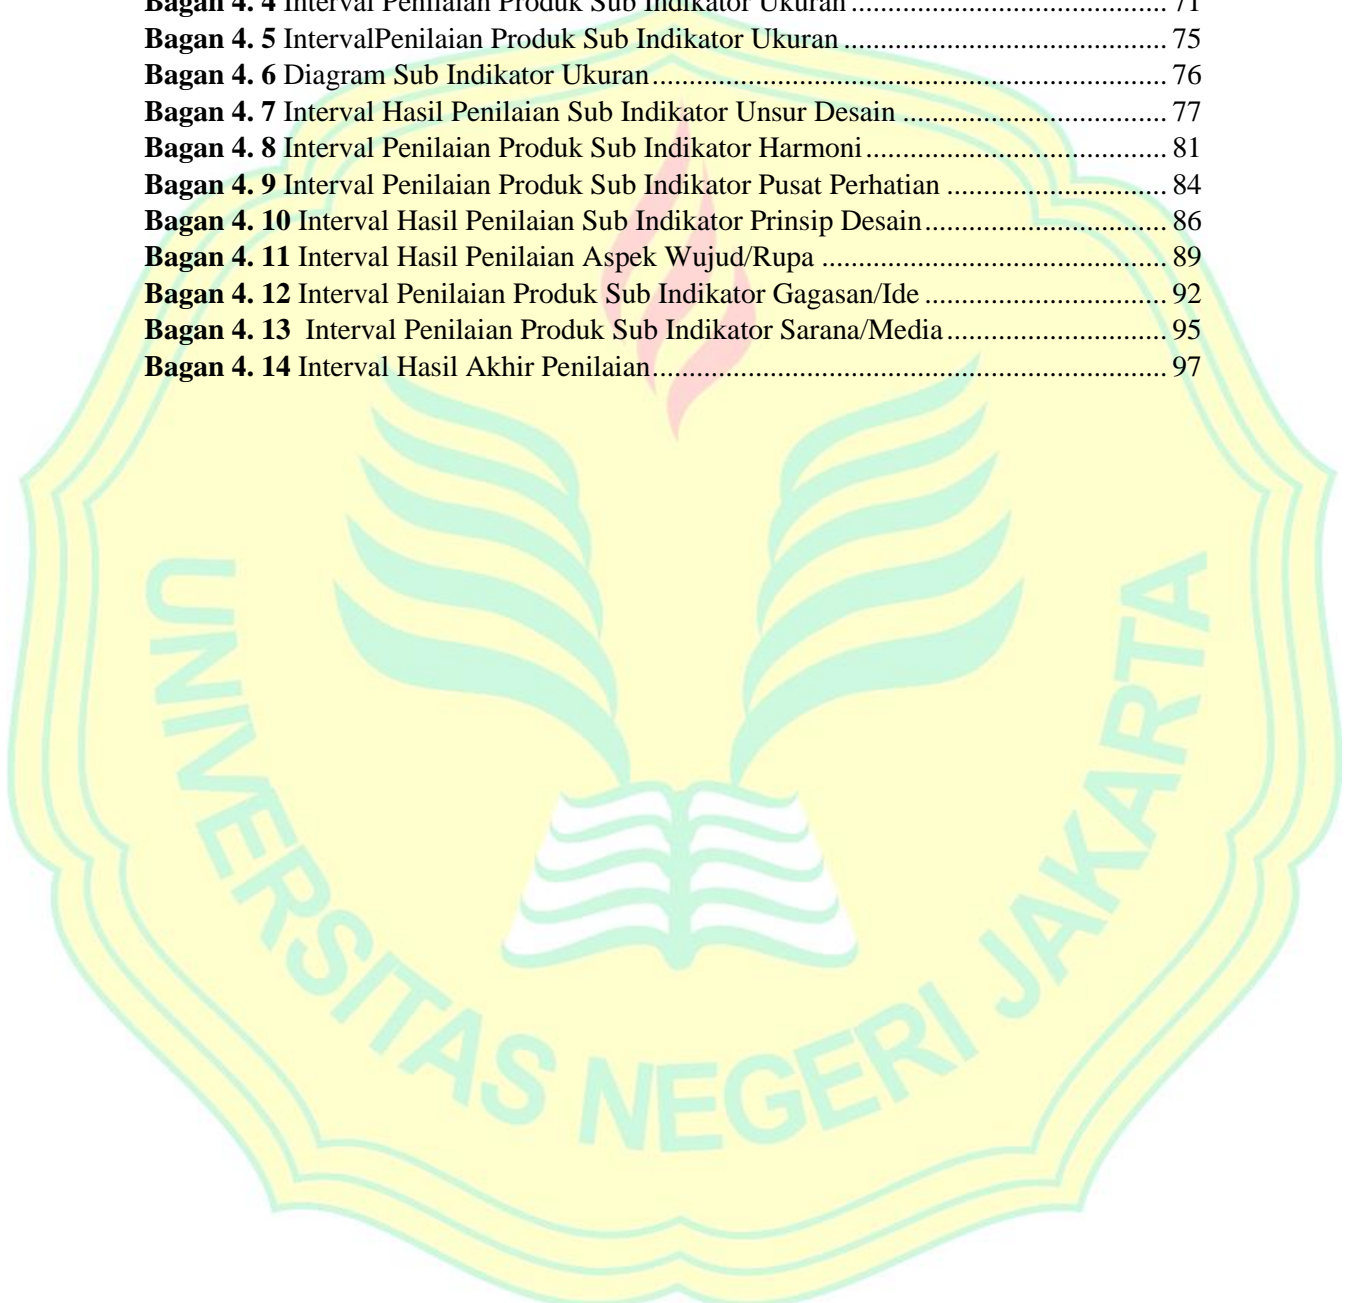 Bagan 4. 4 Interval Penilaian Produk Sub Indikator Ukuran ........................................... 71
Bagan 4. 5 IntervalPenilaian Produk Sub Indikator Ukuran ............................................ 75
Bagan 4. 6 Diagram Sub Indikator Ukuran...................................................................... 76
Bagan 4. 7 Interval Hasil Penilaian Sub Indikator Unsur Desain .................................... 77
Bagan 4. 8 Interval Penilaian Produk Sub Indikator Harmoni ......................................... 81
Bagan 4. 9 Interval Penilaian Produk Sub Indikator Pusat Perhatian .............................. 84
Bagan 4. 10 Interval Hasil Penilaian Sub Indikator Prinsip Desain................................. 86
Bagan 4. 11 Interval Hasil Penilaian Aspek Wujud/Rupa ............................................... 89
Bagan 4. 12 Interval Penilaian Produk Sub Indikator Gagasan/Ide ................................. 92
Bagan 4. 13  Interval Penilaian Produk Sub Indikator Sarana/Media .............................. 95
Bagan 4. 14 Interval Hasil Akhir Penilaian...................................................................... 97
UNIVERSITAS NEGERI JAKARTA